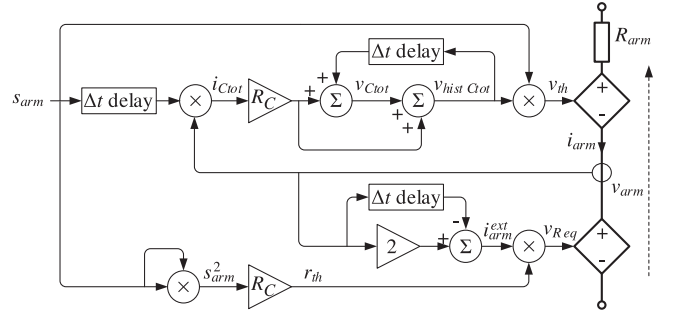 R_arm
Δt delay
+ i_Ctot + v_Ctot v_hist Ctot v_th +
s_arm Δt delay × R_C Σ Σ × -
+ +
i_arm
v_arm
Δt delay
- i_arm^ext v_Req +
2 + Σ × -
s_arm^2 r_th
× R_C